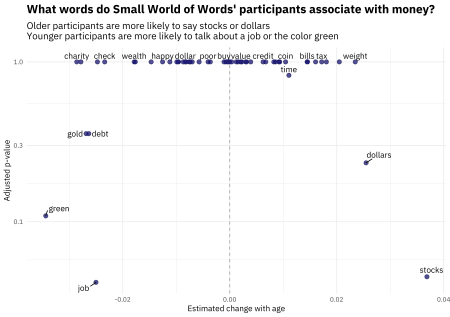 What words do Small World of Words' participants associate with money?
Older participants are more likely to say stocks or dollars
Younger participants are more likely to talk about a job or the color green
charity check wealth happy dollar poor buy value credit coin tax weight
1.0
time
gold debt
0.3
dollars
Adjusted p-value
green
0.1
stocks
job
-0.02 0.00 0.02 0.04
Estimated change with age